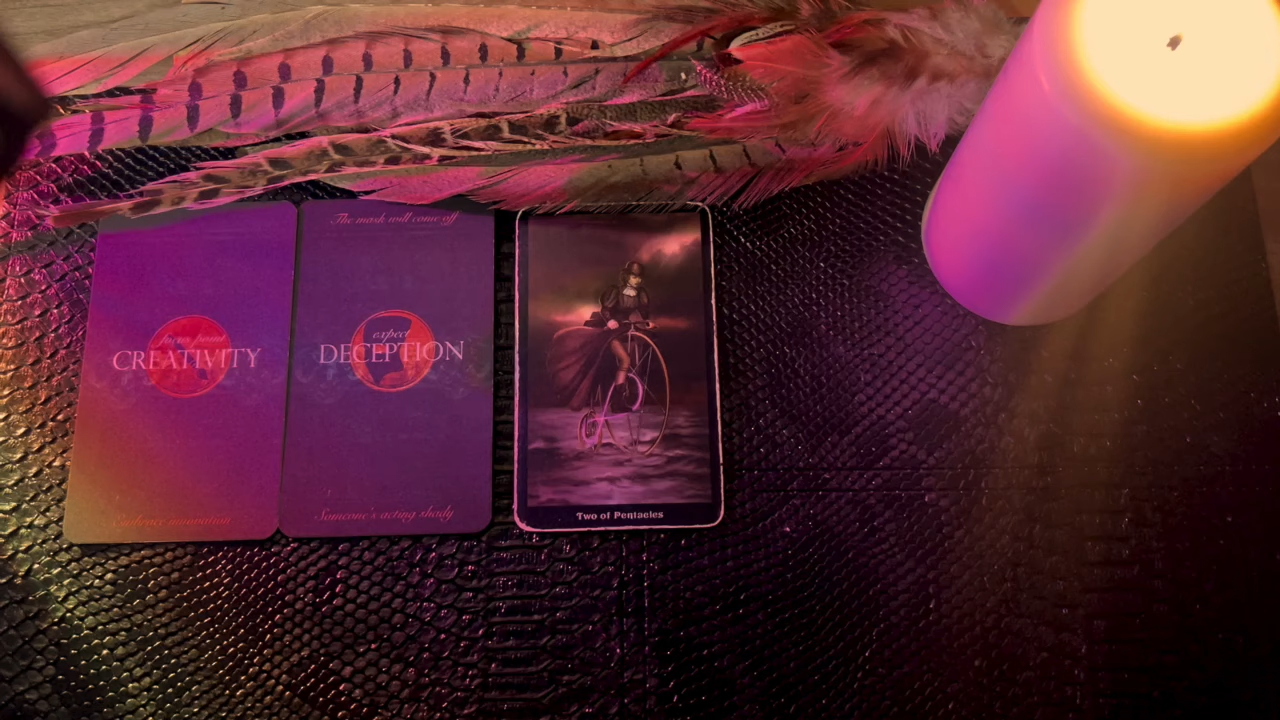 focus point
CREATIVITY
Embrace innovation
The mask will come off
expect
DECEPTION
Someone's acting shady
Two of Pentacles